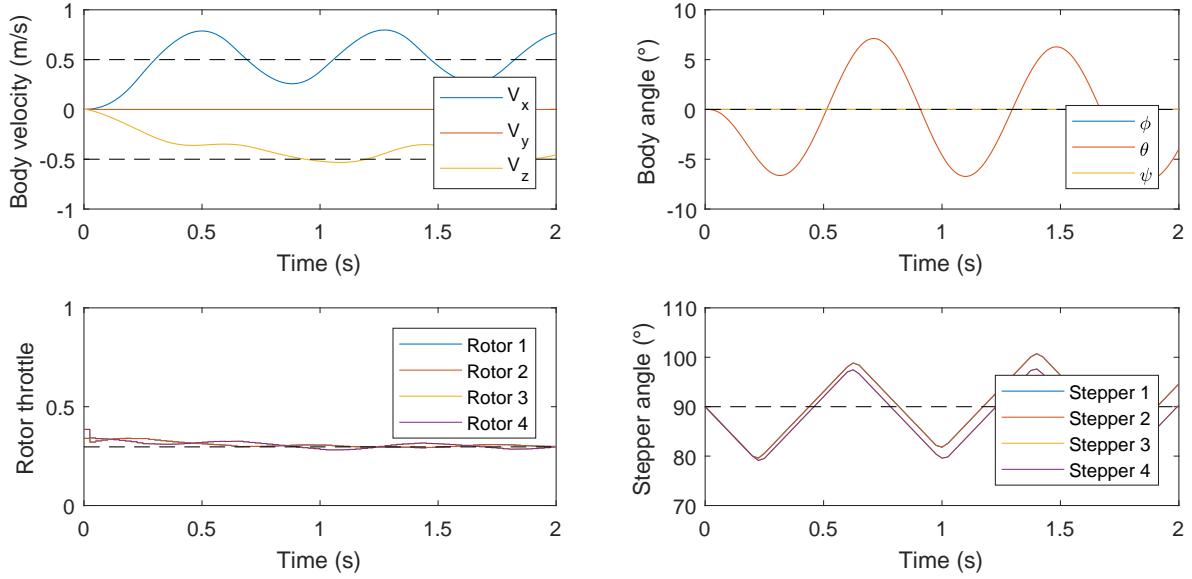 Body velocity (m/s)
1
0.5
0
-0.5
-1
V_x
V_y
V_z
0 0.5 1 1.5 2
Time (s)
Body angle (°)
10
5
0
-5
-10
ϕ
θ
ψ
0 0.5 1 1.5 2
Time (s)
Rotor throttle
1
0.5
0
Rotor 1
Rotor 2
Rotor 3
Rotor 4
0 0.5 1 1.5 2
Time (s)
Stepper angle (°)
110
100
90
80
70
Stepper 1
Stepper 2
Stepper 3
Stepper 4
0 0.5 1 1.5 2
Time (s)